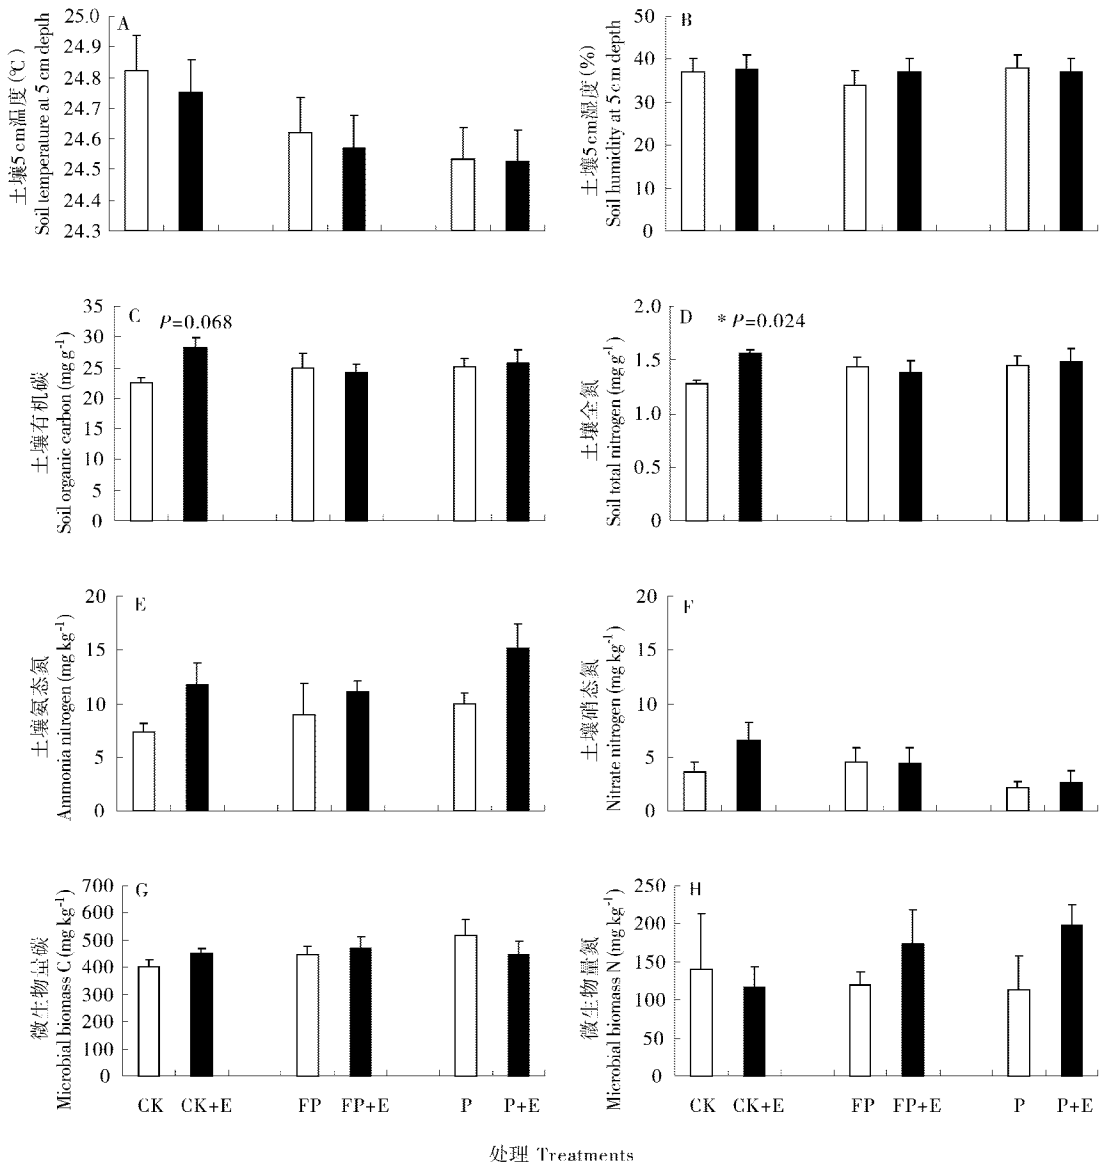 A
土壤5 cm温度(℃)
Soil temperature at 5 cm depth
25.0
24.9
24.8
24.7
24.6
24.5
24.4
24.3
B
土壤5cm湿度(%)
Soil humidity at 5 cm depth
50
40
30
20
10
0
C
P=0.068
土壤有机碳
Soil organic carbon (mg g-1)
35
30
25
20
15
10
5
0
D
* P=0.024
土壤全氮
Soil total nitrogen (mg g-1)
2.0
1.5
1.0
0.5
0
E
土壤氨态氮
Ammonia nitrogen (mg kg-1)
20
15
10
5
0
F
土壤硝态氮
Nitrate nitrogen (mg kg-1)
20
15
10
5
0
G
微生物量碳
Microbial biomass C (mg kg-1)
700
600
500
400
300
200
100
0
CK CK+E FP FP+E P P+E
H
微生物量氮
Microbial biomass N (mg kg-1)
250
200
150
100
50
0
CK CK+E FP FP+E P P+E
处理 Treatments